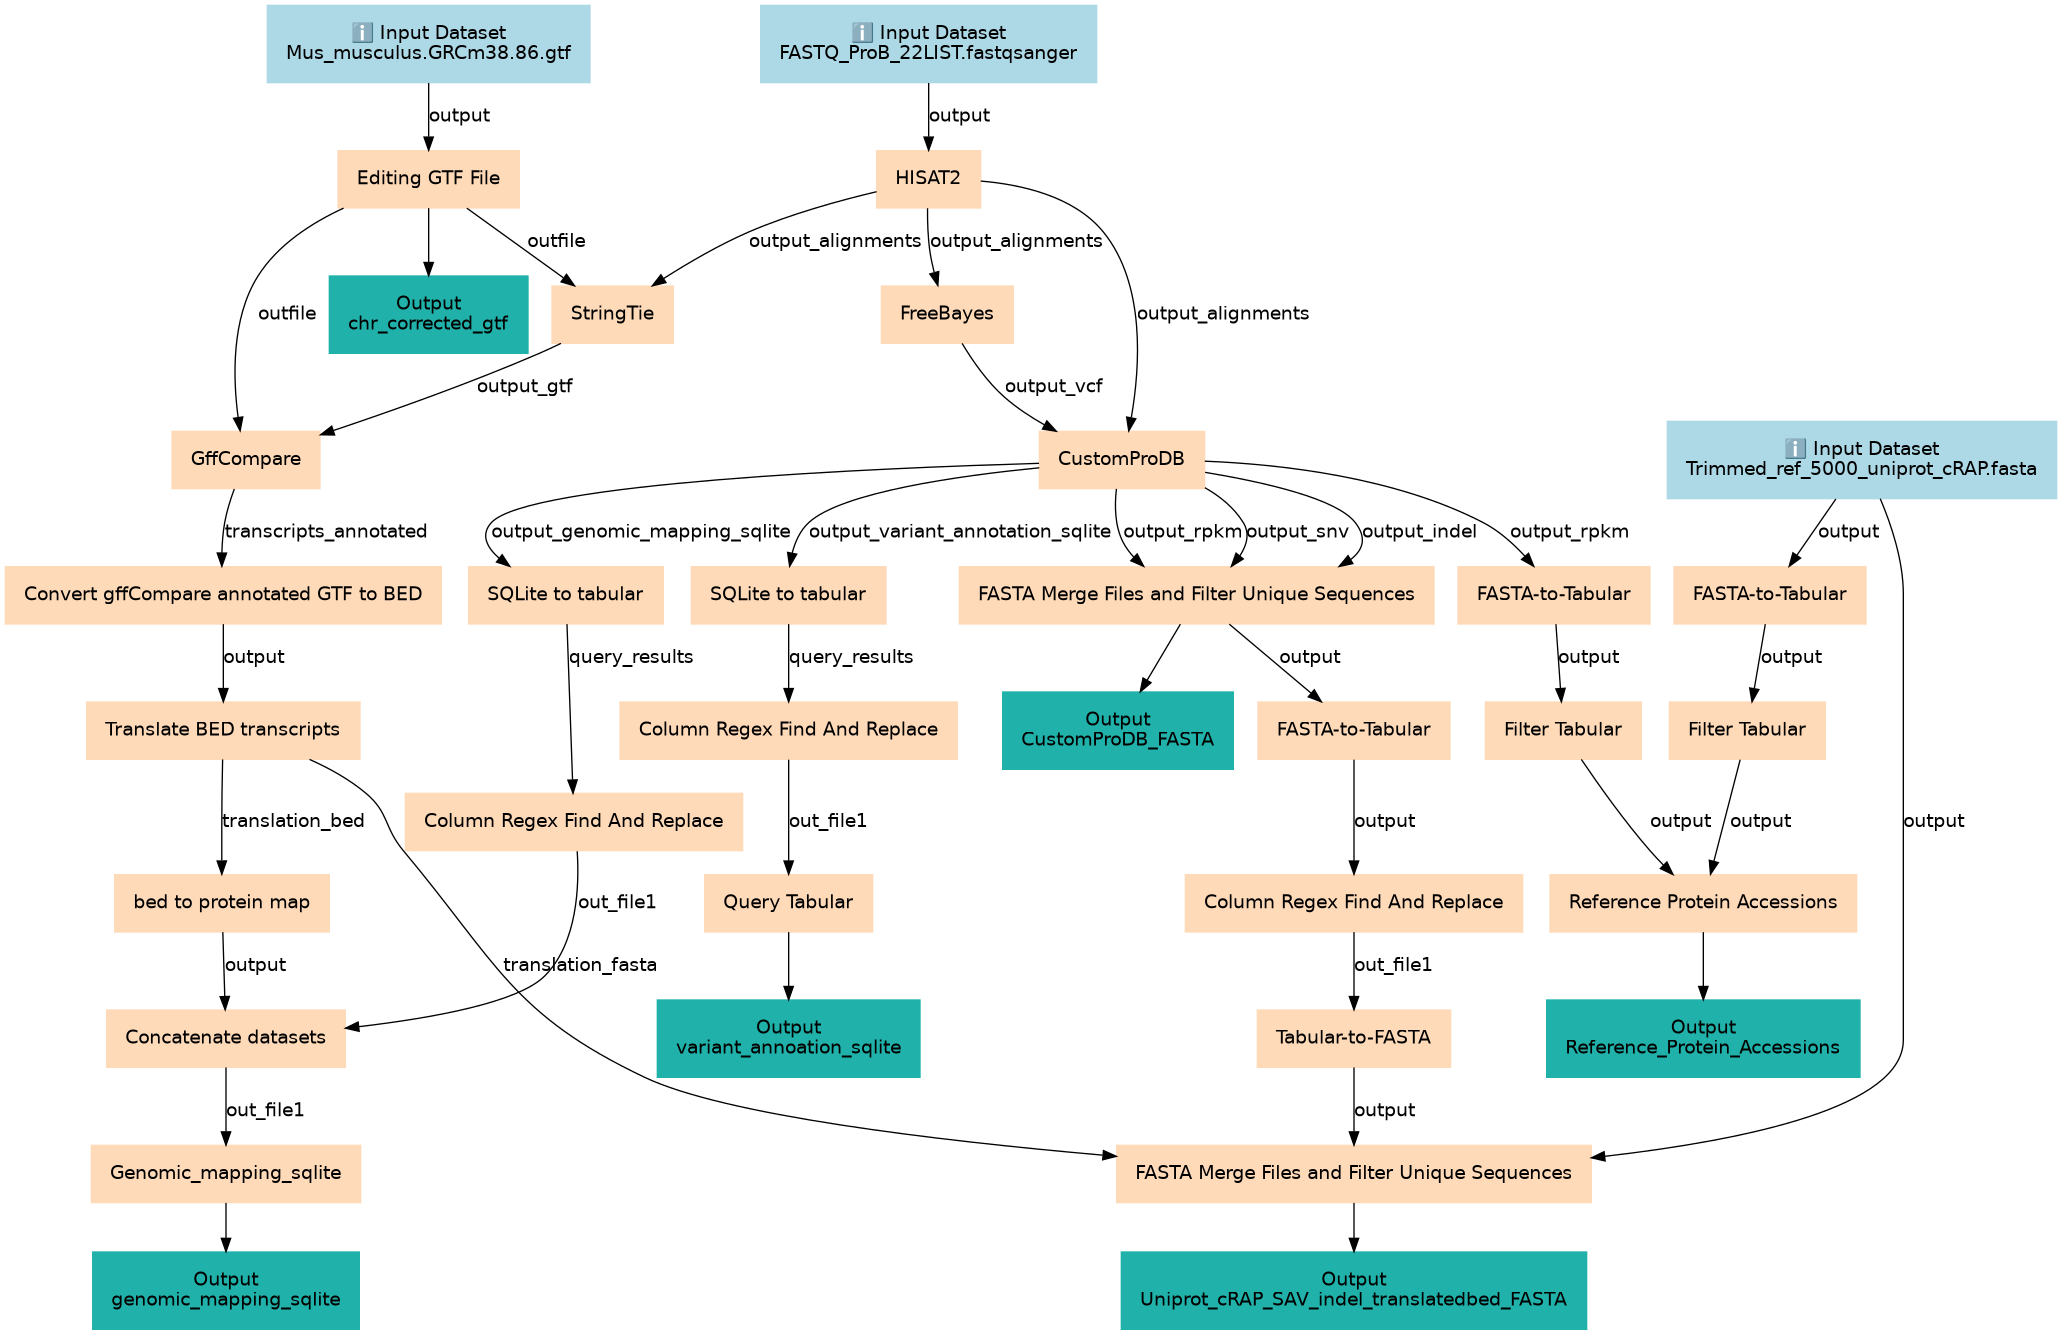 ℹ️ Input Dataset
Mus_musculus.GRCm38.86.gtf
ℹ️ Input Dataset
FASTQ_ProB_22LIST.fastqsanger
output
output
Editing GTF File
HISAT2
outfile
output_alignments
output_alignments
outfile
Output
chr_corrected_gtf
StringTie
FreeBayes
output_alignments
output_gtf
output_vcf
GffCompare
CustomProDB
ℹ️ Input Dataset
Trimmed_ref_5000_uniprot_cRAP.fasta
transcripts_annotated
output_genomic_mapping_sqlite
output_variant_annotation_sqlite
output_rpkm
output_snv
output_indel
output_rpkm
output
Convert gffCompare annotated GTF to BED
SQLite to tabular
SQLite to tabular
FASTA Merge Files and Filter Unique Sequences
FASTA-to-Tabular
FASTA-to-Tabular
output
query_results
query_results
output
output
output
Translate BED transcripts
Column Regex Find And Replace
Output
CustomProDB_FASTA
FASTA-to-Tabular
Filter Tabular
Filter Tabular
translation_bed
Column Regex Find And Replace
out_file1
output
output
output
output
bed to protein map
out_file1
Query Tabular
Column Regex Find And Replace
Reference Protein Accessions
output
translation_fasta
out_file1
Concatenate datasets
Output
variant_annoation_sqlite
Tabular-to-FASTA
Output
Reference_Protein_Accessions
out_file1
output
Genomic_mapping_sqlite
FASTA Merge Files and Filter Unique Sequences
Output
genomic_mapping_sqlite
Output
Uniprot_cRAP_SAV_indel_translatedbed_FASTA